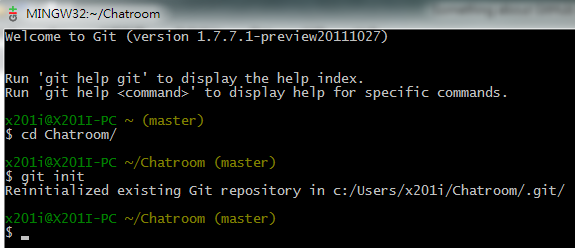 MINGW32:~/Chatroom
Welcome to Git (version 1.7.7.1-preview20111027)
Run 'git help git' to display the help index.
Run 'git help <command>' to display help for specific commands.
x201i@X201I-PC ~ (master)
$ cd Chatroom/
x201i@X201I-PC ~/Chatroom (master)
$ git init
Reinitialized existing Git repository in c:/Users/x201i/Chatroom/.git/
x201i@X201I-PC ~/Chatroom (master)
$